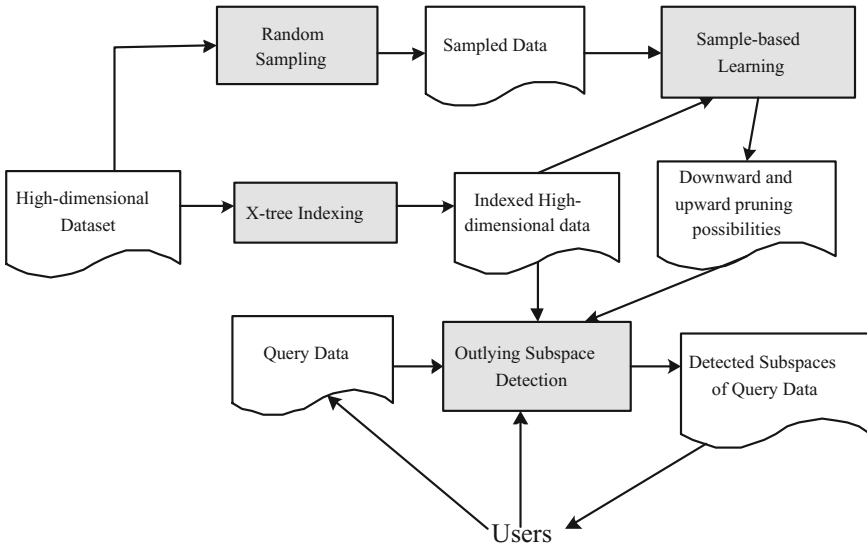 Random
Sampling
Sampled Data
Sample-based
Learning
High-dimensional
Dataset
X-tree Indexing
Indexed High-
dimensional data
Downward and
upward pruning
possibilities
Query Data
Outlying Subspace
Detection
Detected Subspaces
of Query Data
Users